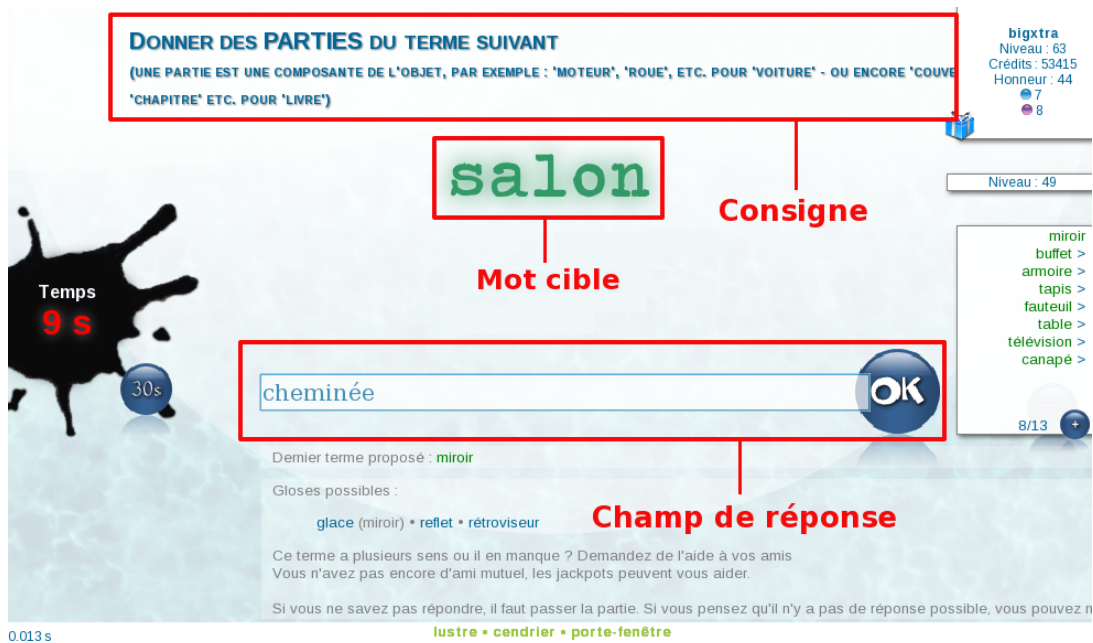 DONNER DES PARTIES DU TERME SUIVANT
(UNE PARTIE EST UNE COMPOSANTE DE L'OBJET, PAR EXEMPLE : 'MOTEUR', 'ROUE', ETC. POUR 'VOITURE' - OU ENCORE 'COUVE
'CHAPITRE' ETC. POUR 'LIVRE')
bigxtra
Niveau : 63
Crédits : 53415
Honneur : 44
7
8
salon
Consigne
Niveau : 49
Mot cible
miroir
buffet >
armoire >
tapis >
fauteuil >
table >
télévision >
canapé >
8/13 +
Temps
9 s
30s
cheminée
OK
Dernier terme proposé : miroir
Gloses possibles :
glace (miroir) • reflet • rétroviseur
Champ de réponse
Ce terme a plusieurs sens ou il en manque ? Demandez de l'aide à vos amis
Vous n'avez pas encore d'ami mutuel, les jackpots peuvent vous aider.
Si vous ne savez pas répondre, il faut passer la partie. Si vous pensez qu'il n'y a pas de réponse possible, vous pouvez n
lustre • cendrier • porte-fenêtre
0.013 s